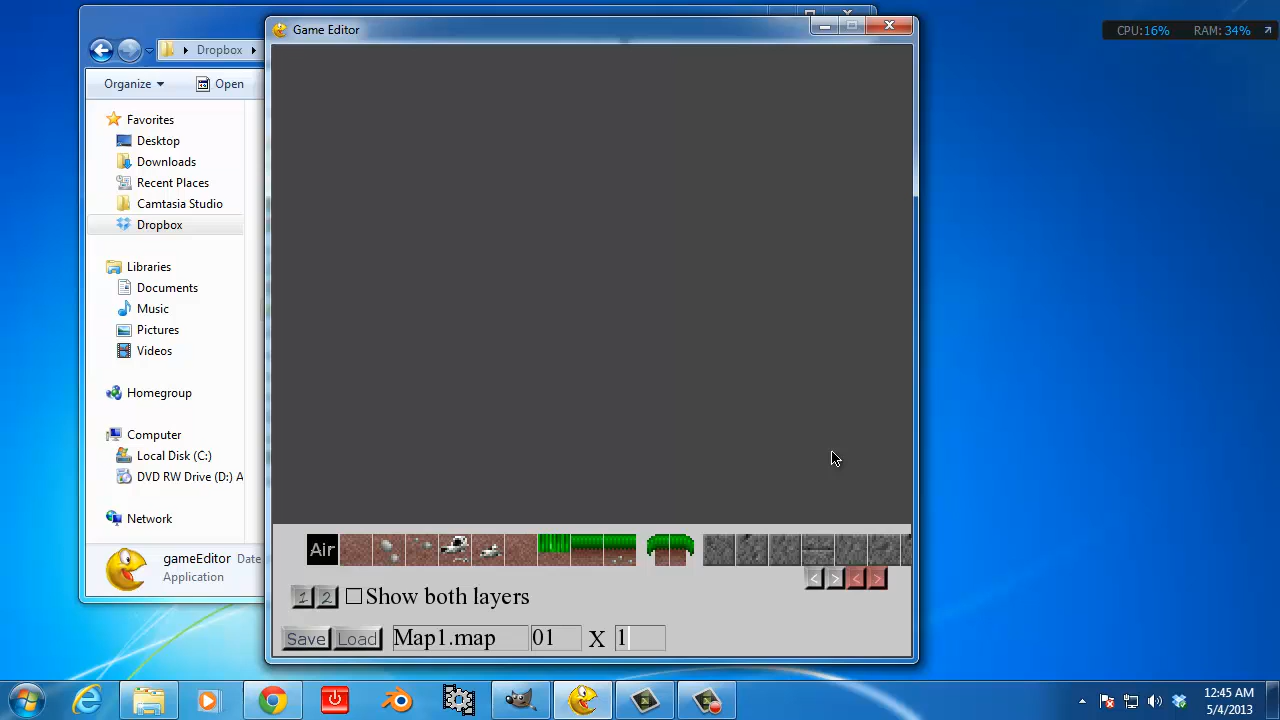 Game Editor
CPU:16% RAM: 34%
Dropbox
Organize Open
Favorites
Desktop
Downloads
Recent Places
Camtasia Studio
Dropbox
Libraries
Documents
Music
Pictures
Videos
Homegroup
Computer
Local Disk (C:)
DVD RW Drive (D:) A
Network
gameEditor Date
Application
Air
< > < >
1 2 Show both layers
Save Load Map1.map 01 X 1
12:45 AM
5/4/2013